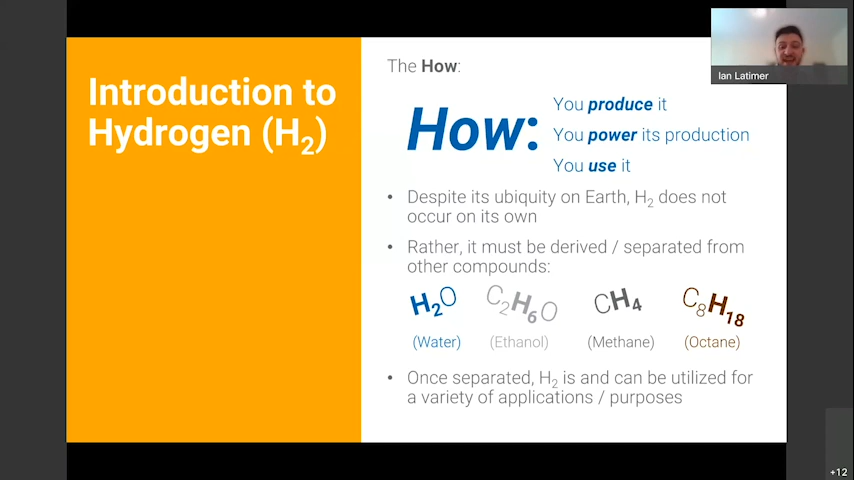 Introduction to
Hydrogen (H2)
The How:
How:
You produce it
You power its production
You use it
• Despite its ubiquity on Earth, H2 does not
occur on its own
• Rather, it must be derived / separated from
other compounds:
H2O C2H6O CH4 C8H18
(Water) (Ethanol) (Methane) (Octane)
• Once separated, H2 is and can be utilized for
a variety of applications / purposes
Ian Latimer
+12